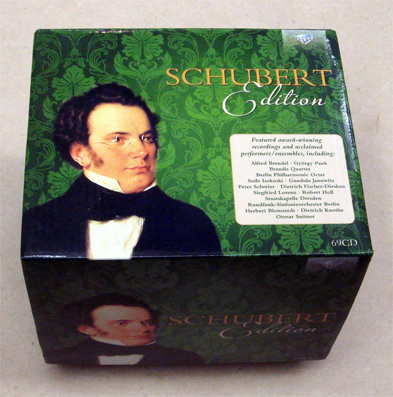 SCHUBERT
Edition
Featured award-winning
recordings and acclaimed
performers/ensembles, including:
Alfred Brendel · György Pauk
Brandis Quartet
Berlin Philharmonic Octet
Soile Isokoski · Gundula Janowitz
Peter Schreier · Dietrich Fischer-Dieskau
Siegfried Lorenz · Robert Holl
Staatskapelle Dresden
Rundfunk-Sinfonieorchester Berlin
Herbert Blomstedt · Dietrich Knothe
Otmar Suitner
69CD
SCHUBERT
Edition